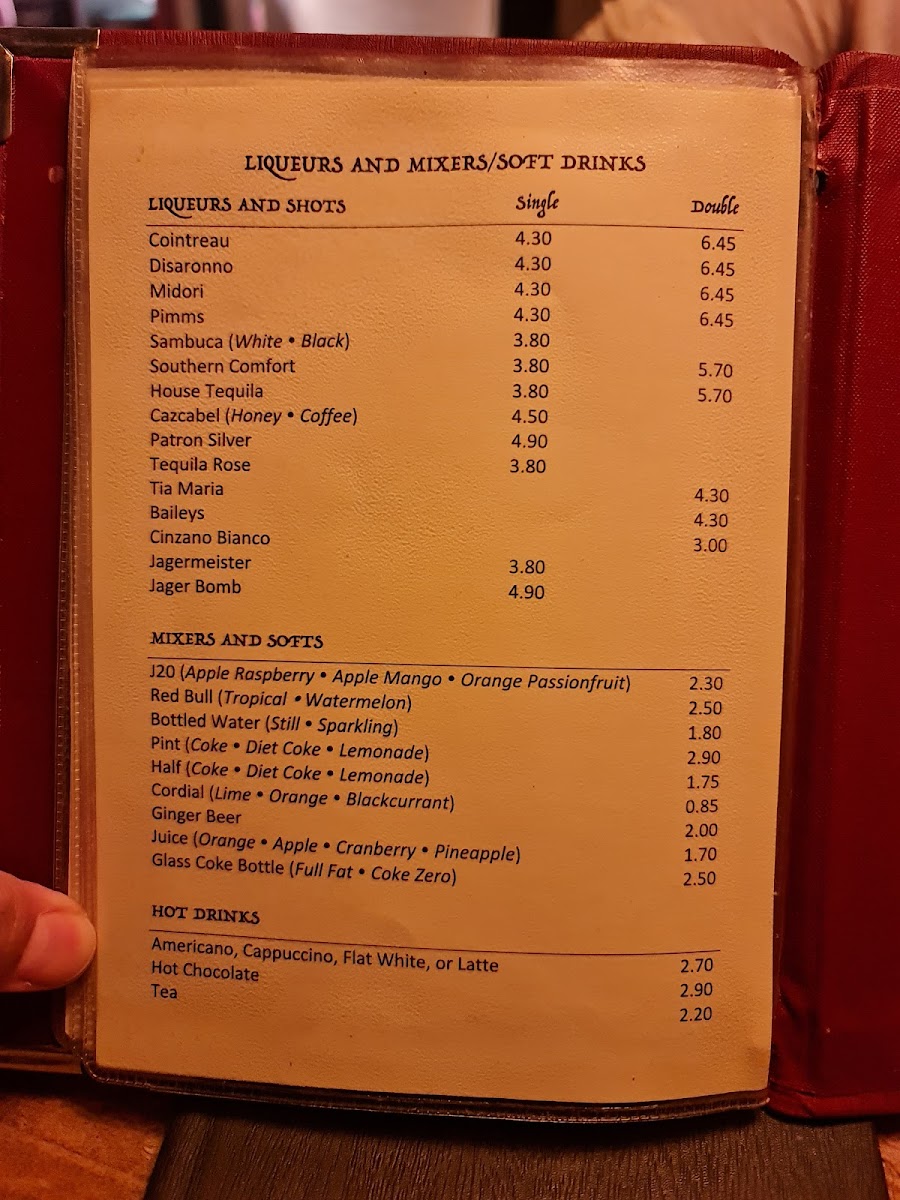 LIQUEURS AND MIXERS/SOFT DRINKS
LIQUEURS AND SHOTS Single Double
Cointreau 4.30 6.45
Disaronno 4.30 6.45
Midori 4.30 6.45
Pimms 4.30 6.45
Sambuca (White • Black) 3.80
Southern Comfort 3.80 5.70
House Tequila 3.80 5.70
Cazcabel (Honey • Coffee) 4.50
Patron Silver 4.90
Tequila Rose 3.80
Tia Maria 4.30
Baileys 4.30
Cinzano Bianco 3.00
Jagermeister 3.80
Jager Bomb 4.90
MIXERS AND SOFTS
J20 (Apple Raspberry • Apple Mango • Orange Passionfruit) 2.30
Red Bull (Tropical • Watermelon) 2.50
Bottled Water (Still • Sparkling) 1.80
Pint (Coke • Diet Coke • Lemonade) 2.90
Half (Coke • Diet Coke • Lemonade) 1.75
Cordial (Lime • Orange • Blackcurrant) 0.85
Ginger Beer 2.00
Juice (Orange • Apple • Cranberry • Pineapple) 1.70
Glass Coke Bottle (Full Fat • Coke Zero) 2.50
HOT DRINKS
Americano, Cappuccino, Flat White, or Latte 2.70
Hot Chocolate 2.90
Tea 2.20